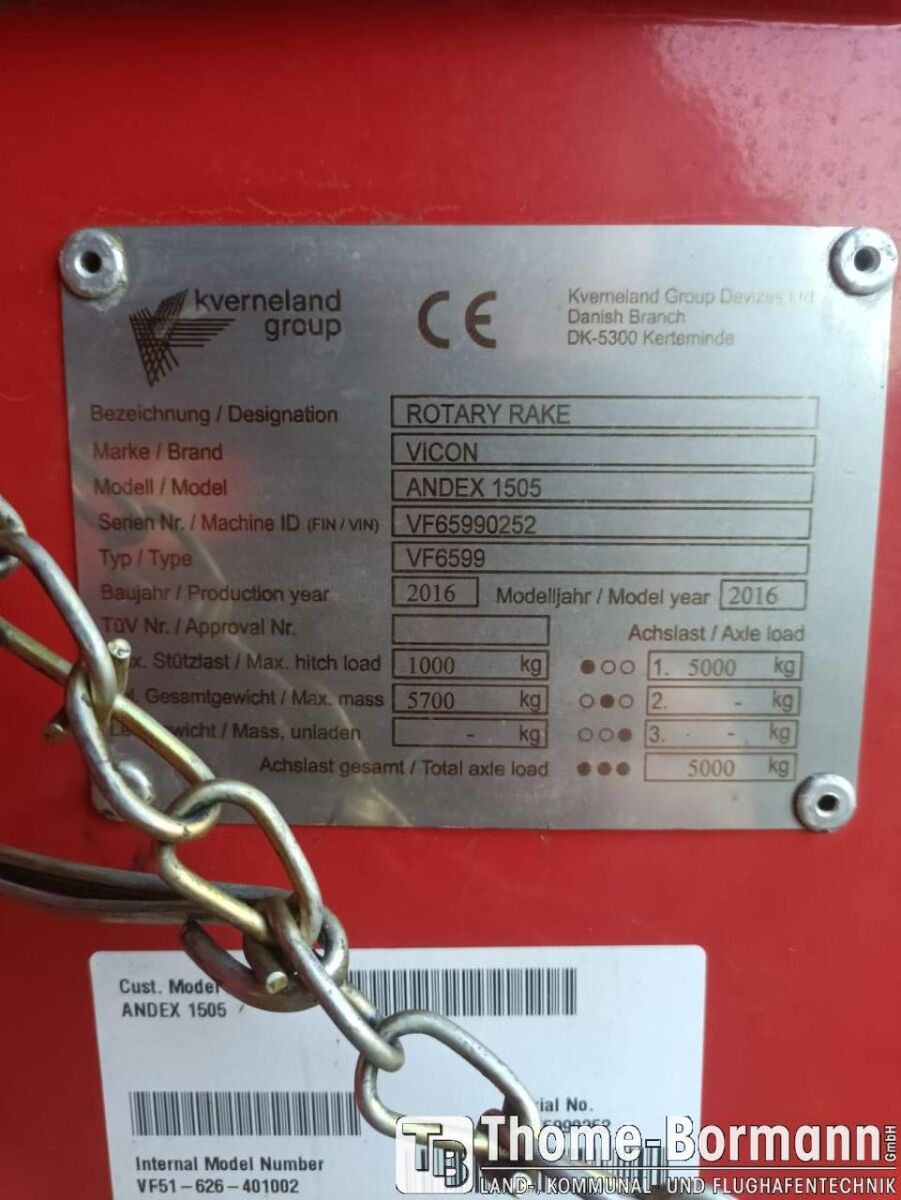 kverneland
group
CE
Kverneland Group Devizes Ltd
Danish Branch
DK-5300 Kerteminde
Bezeichnung / Designation ROTARY RAKE
Marke / Brand VICON
Modell / Model ANDEX 1505
Serien Nr. / Machine ID (FIN / VIN) VF65990252
Typ / Type VF6599
Baujahr / Production year 2016 Modelljahr / Model year 2016
TüV Nr. / Approval Nr. Achslast / Axle load
Stützlast / Max. hitch load 1000 kg 1. 5000 kg
Gesamtgewicht / Max. mass 5700 kg 2. - kg
/ Mass, unladen - kg 3. - kg
Achslast gesamt / Total axle load 5000 kg
Cust. Model
ANDEX 1505
No.
Internal Model Number
VF51-626-401002
TB Thome-Bormann GmbH
LAND-, KOMMUNAL- UND FLUGHAFENTECHNIK